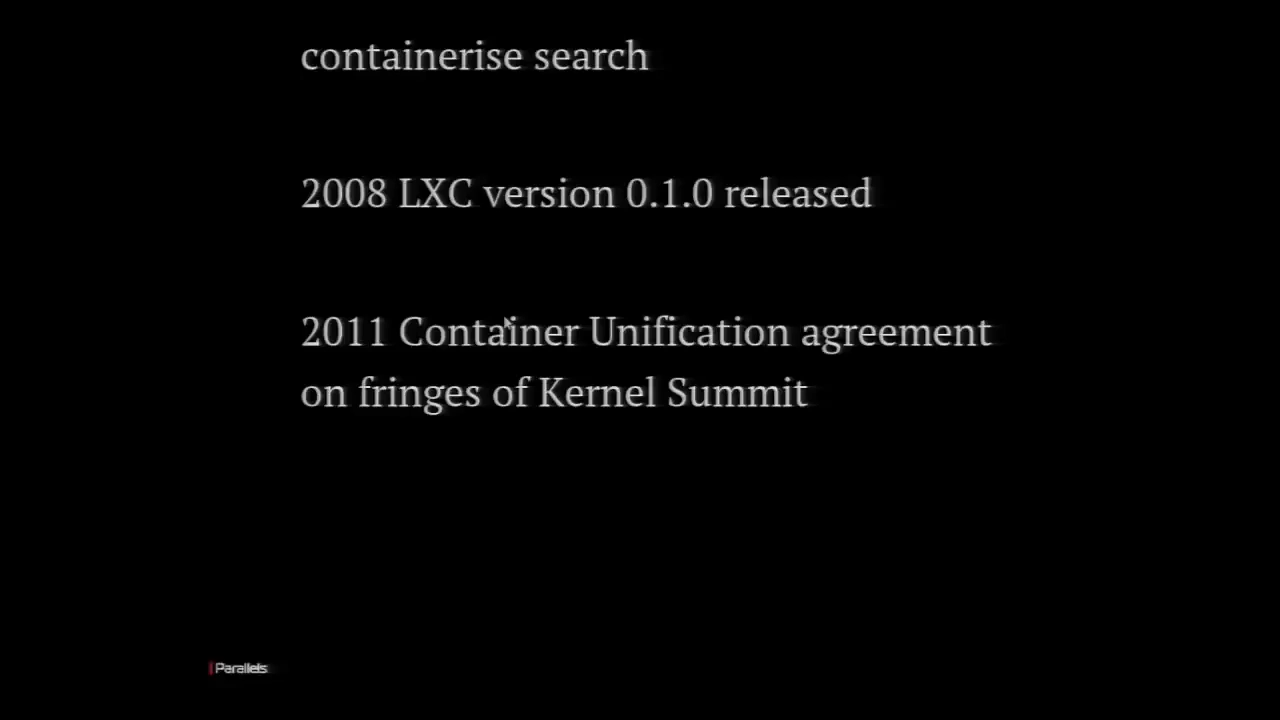 containerise search
2008 LXC version 0.1.0 released
2011 Container Unification agreement
on fringes of Kernel Summit
Parallels